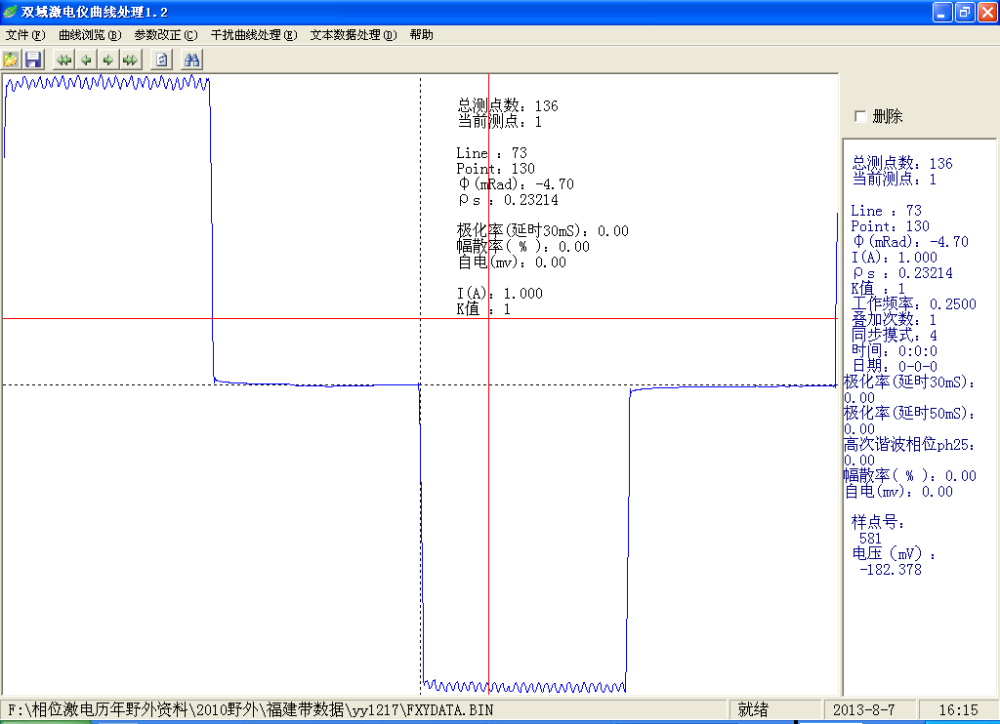 双域激电仪曲线处理1.2
文件(F) 曲线浏览(B) 参数改正(C) 干扰曲线处理(E) 文本数据处理(D) 帮助
总测点数: 136
当前测点: 1
Line : 73
Point: 130
Φ(mRad): -4.70
ρs : 0.23214
极化率(延时30mS): 0.00
幅散率( % ): 0.00
自电(mv): 0.00
I(A): 1.000
K值 : 1
删除
总测点数: 136
当前测点: 1
Line : 73
Point: 130
Φ(mRad): -4.70
I(A): 1.000
ρs : 0.23214
K值 : 1
工作频率: 0.2500
叠加次数: 1
同步摸式: 4
时间: 0:0:0
日期: 0-0-0
极化率(延时30mS):
0.00
极化率(延时50mS):
0.00
高次谐波相位ph25:
0.00
幅散率( % ): 0.00
自电(mv): 0.00
样点号:
581
电压（mV）:
-182.378
F:\相位激电历年野外资料\2010野外\福建带数据\yy1217\FXYDATA.BIN 就绪 2013-8-7 16:15